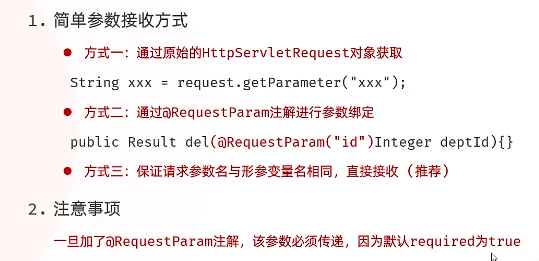 1. 简单参数接收方式
● 方式一：通过原始的HttpServletRequest对象获取
String xxx = request.getParameter("xxx");
● 方式二：通过@RequestParam注解进行参数绑定
public Result del(@RequestParam("id")Integer deptId){}
● 方式三：保证请求参数名与形参变量名相同，直接接收（推荐）
2. 注意事项
一旦加了@RequestParam注解，该参数必须传递，因为默认required为true